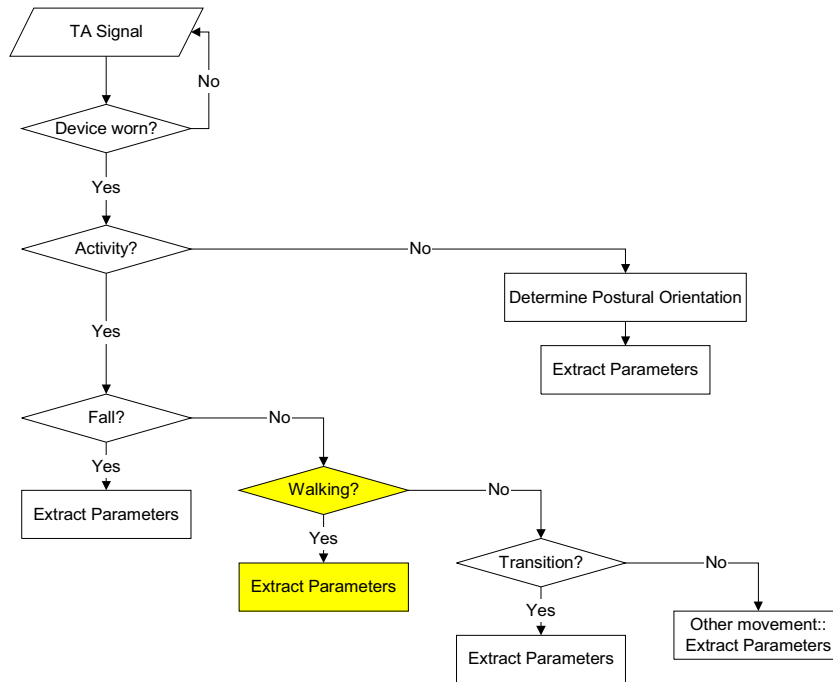 TA Signal
No
Device worn?
Yes
Activity?
No
Determine Postural Orientation
Yes
Extract Parameters
Fall?
No
Yes
Walking?
No
Extract Parameters
Yes
Transition?
No
Extract Parameters
Yes
Other movement::
Extract Parameters
Extract Parameters